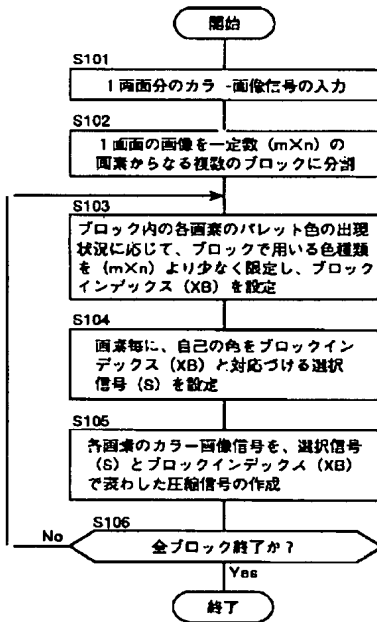 開始
S101
1画面分のカラー画像信号の入力
S102
1画面の画像を一定数(m×n)の
画素からなる複数のブロックに分割
S103
ブロック内の各画素のパレット色の出現
状況に応じて、ブロックで用いる色種類
を(m×n)より少なく限定し、ブロック
インデックス(XB)を設定
S104
画素毎に、自己の色をブロックイン
デックス(XB)と対応づける選択
信号(S)を設定
S105
各画素のカラー画像信号を、選択信号
(S)とブロックインデックス(XB)
で表わした圧縮信号の作成
S106
No
全ブロック終了か?
Yes
終了